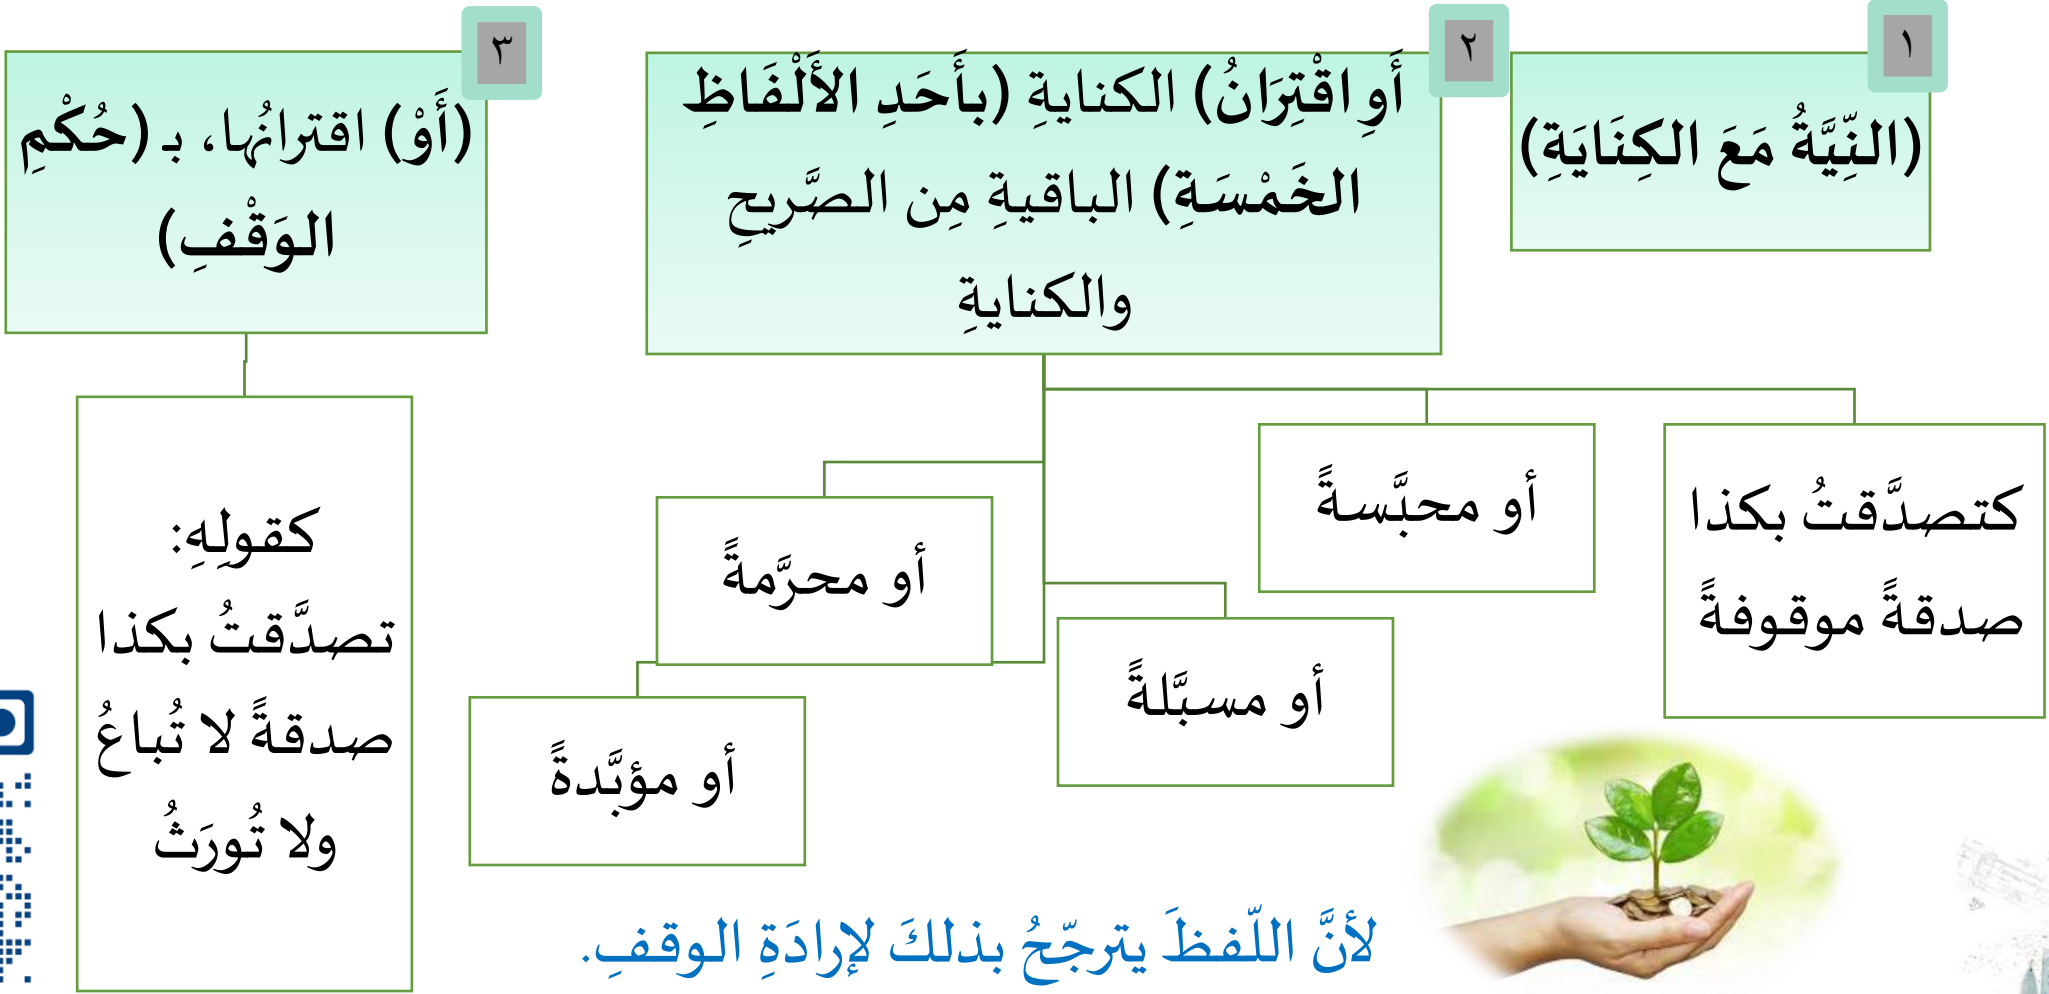 ١
(النِّيَّةُ مَعَ الكِنَايَةِ)
٢
أَوِ اقْتِرَانُ) الكنايةِ (بأَحَدِ الأَلْفَاظِ
الخَمْسَةِ) الباقيةِ مِن الصَّريحِ
والكنايةِ
كتصدَّقتُ بكذا
صدقةً موقوفةً
أو محبَّسةً
أو مسبَّلةً
أو محرَّمةً
أو مؤبَّدةً
٣
(أَوْ) اقترانُها، بـ (حُكْمِ
الوَقْفِ)
كقولِهِ:
تصدَّقتُ بكذا
صدقةً لا تُباعُ
ولا تُورَثُ
لأنَّ اللّفظَ يترجّحُ بذلكَ لإرادَةِ الوقفِ.